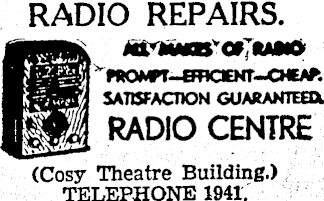 RADIO REPAIRS.
ALL MAKES OF RADIO
PROMPT—EFFICIENT—CHEAP.
SATISFACTION GUARANTEED.
RADIO CENTRE
(Cosy Theatre Building.)
TELEPHONE 1941.